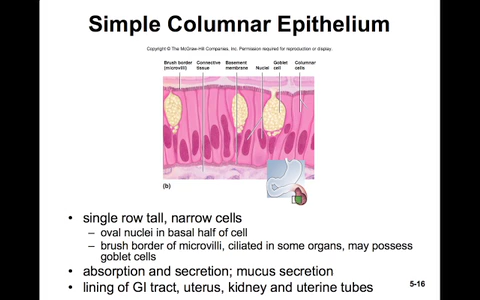 Simple Columnar Epithelium
Copyright © The McGraw-Hill Companies, Inc. Permission required for reproduction or display.
Brush border (microvilli)
Connective tissue
Basement membrane
Nuclei
Goblet cell
Columnar cells
(b)
• single row tall, narrow cells
– oval nuclei in basal half of cell
– brush border of microvilli, ciliated in some organs, may possess
goblet cells
• absorption and secretion; mucus secretion
• lining of GI tract, uterus, kidney and uterine tubes
5-16